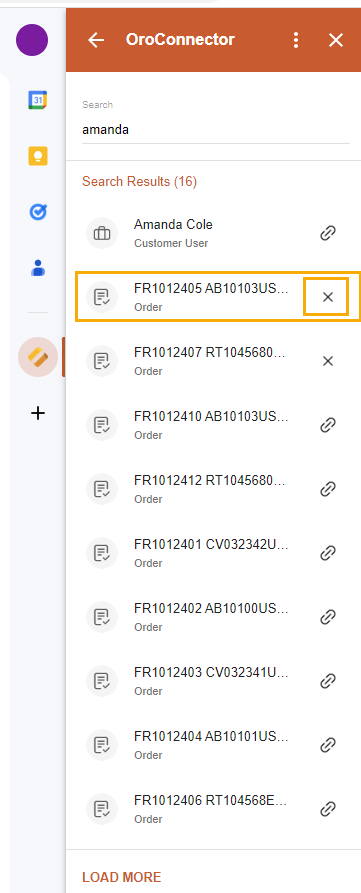 OroConnector
31
Search
amanda
Search Results (16)
Amanda Cole
Customer User
FR1012405 AB10103US...
Order
FR1012407 RT1045680...
Order
FR1012410 AB10103US...
Order
FR1012412 RT1045680...
Order
FR1012401 CV032342U...
Order
FR1012402 AB10100US...
Order
FR1012403 CV032341U...
Order
FR1012404 AB10101US...
Order
FR1012406 RT104568E...
Order
LOAD MORE